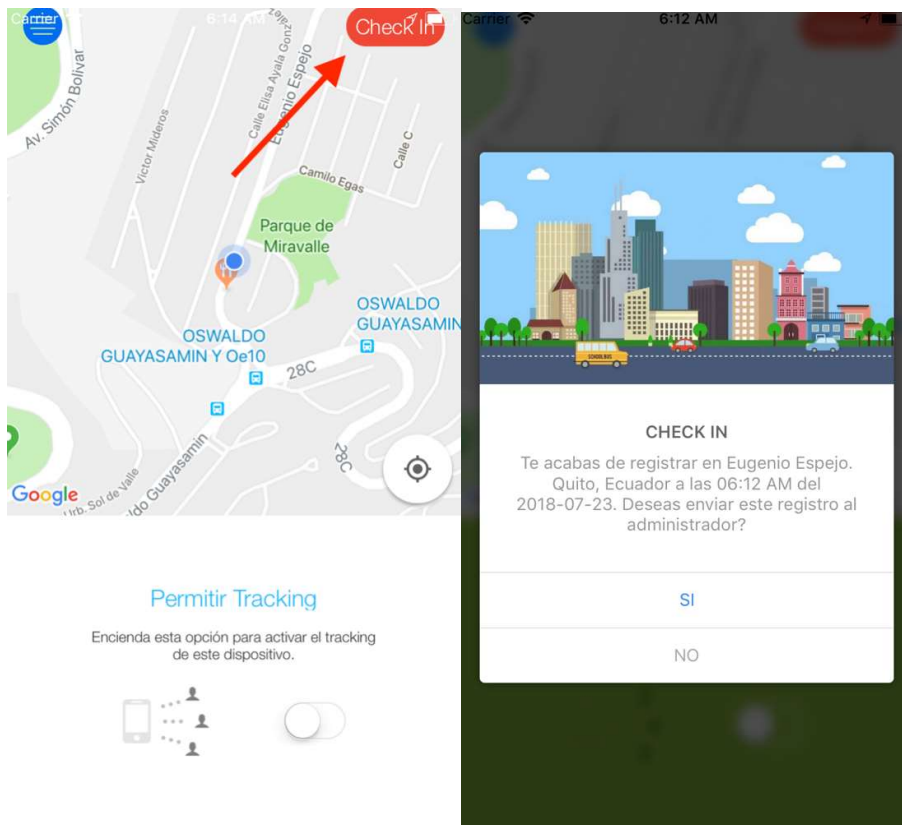 Carrier
6:14 AM
Check In
Av. Simón Bolívar
Victor Mideros
Calle Elisa Ayala Gonz
Eugenio Espejo
Calle C
Camilo Egas
Parque de
Miravalle
OSWALDO
GUAYASAMIN
OSWALDO
GUAYASAMIN Y Oe10
28C
28C
Google
Urb. Sol de Valle
do Guayasamin
Permitir Tracking
Encienda esta opción para activar el tracking
de este dispositivo.
Carrier
6:12 AM
SCHOOL BUS
CHECK IN
Te acabas de registrar en Eugenio Espejo.
Quito, Ecuador a las 06:12 AM del
2018-07-23. Deseas enviar este registro al
administrador?
SI
NO